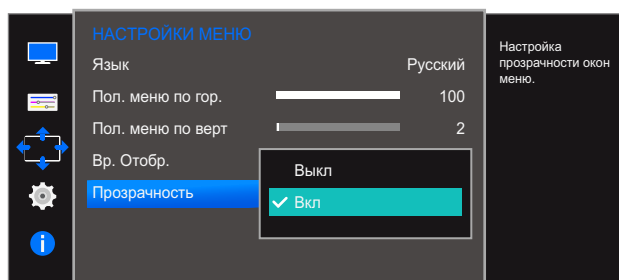 НАСТРОЙКИ МЕНЮ
Язык Русский
Пол. меню по гор. 100
Пол. меню по верт 2
Вр. Отобр.
Прозрачность
Выкл
Вкл
Настройка
прозрачности окон
меню.